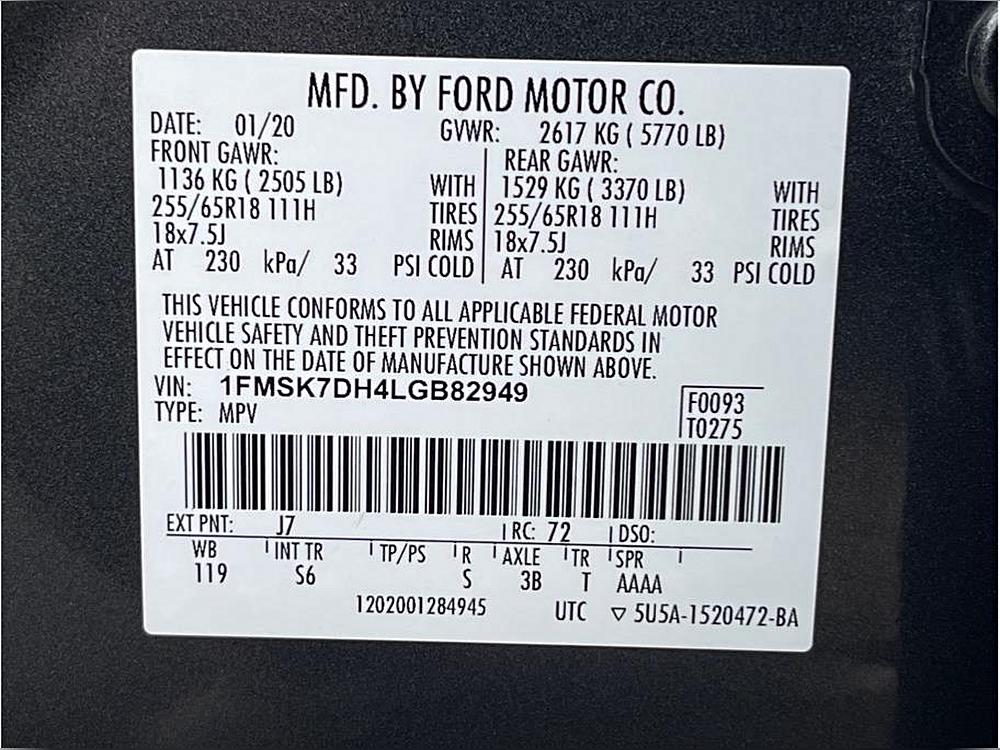 MFD. BY FORD MOTOR CO.
DATE: 01/20 GVWR: 2617 KG ( 5770 LB)
FRONT GAWR: REAR GAWR:
1136 KG ( 2505 LB) WITH 1529 KG ( 3370 LB) WITH
255/65R18 111H TIRES 255/65R18 111H TIRES
18x7.5J RIMS 18x7.5J RIMS
AT 230 kPa/ 33 PSI COLD AT 230 kPa/ 33 PSI COLD
THIS VEHICLE CONFORMS TO ALL APPLICABLE FEDERAL MOTOR
VEHICLE SAFETY AND THEFT PREVENTION STANDARDS IN
EFFECT ON THE DATE OF MANUFACTURE SHOWN ABOVE.
VIN: 1FMSK7DH4LGB82949
TYPE: MPV
F0093
T0275
EXT PNT: J7 RC: 72 DSO:
WB INT TR TP/PS R AXLE TR SPR
119 S6 S 3B T AAAA
1202001284945 UTC ▽ 5U5A-1520472-BA